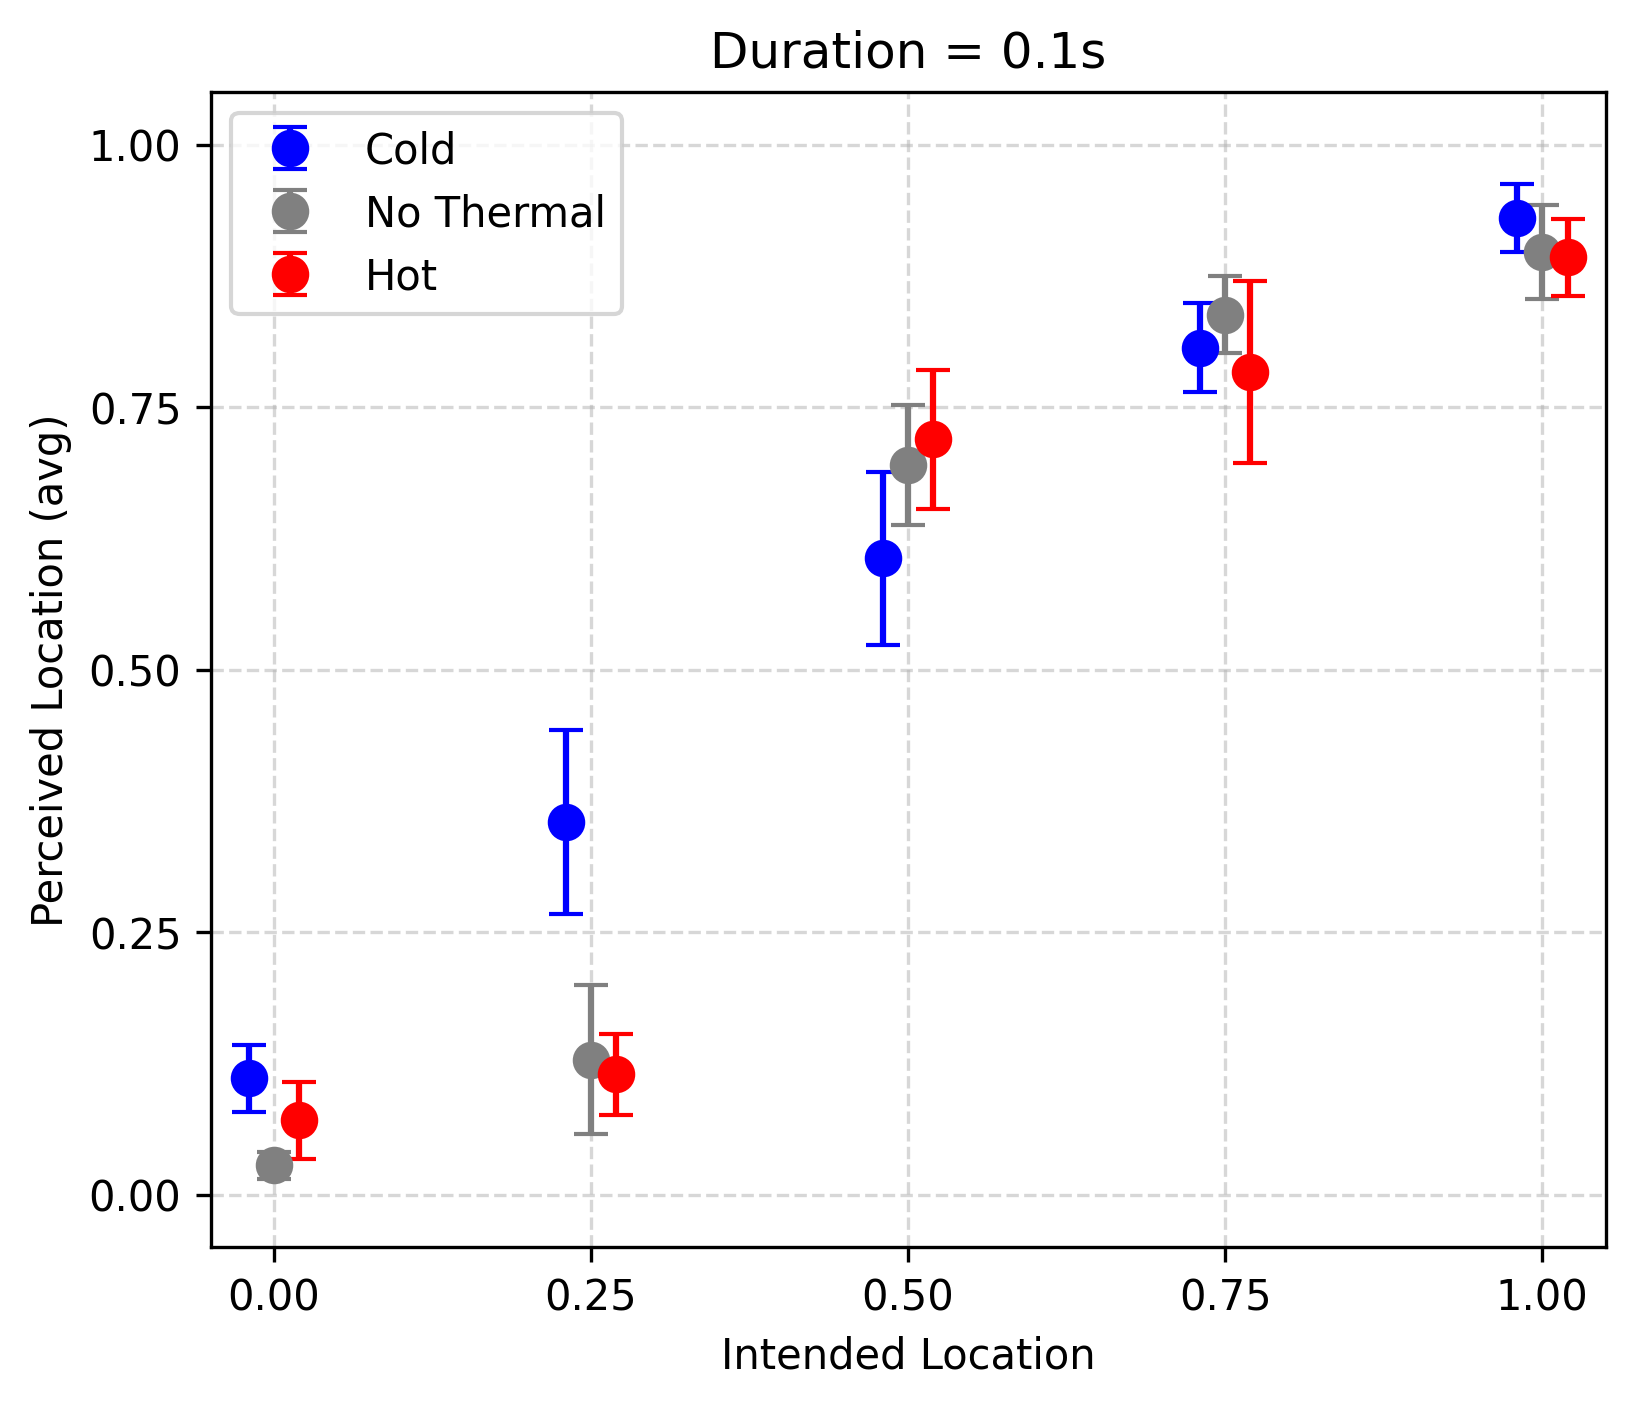 Duration = 0.1s
Cold
No Thermal
Hot
1.00
0.75
0.50
0.25
0.00
Perceived Location (avg)
0.00 0.25 0.50 0.75 1.00
Intended Location